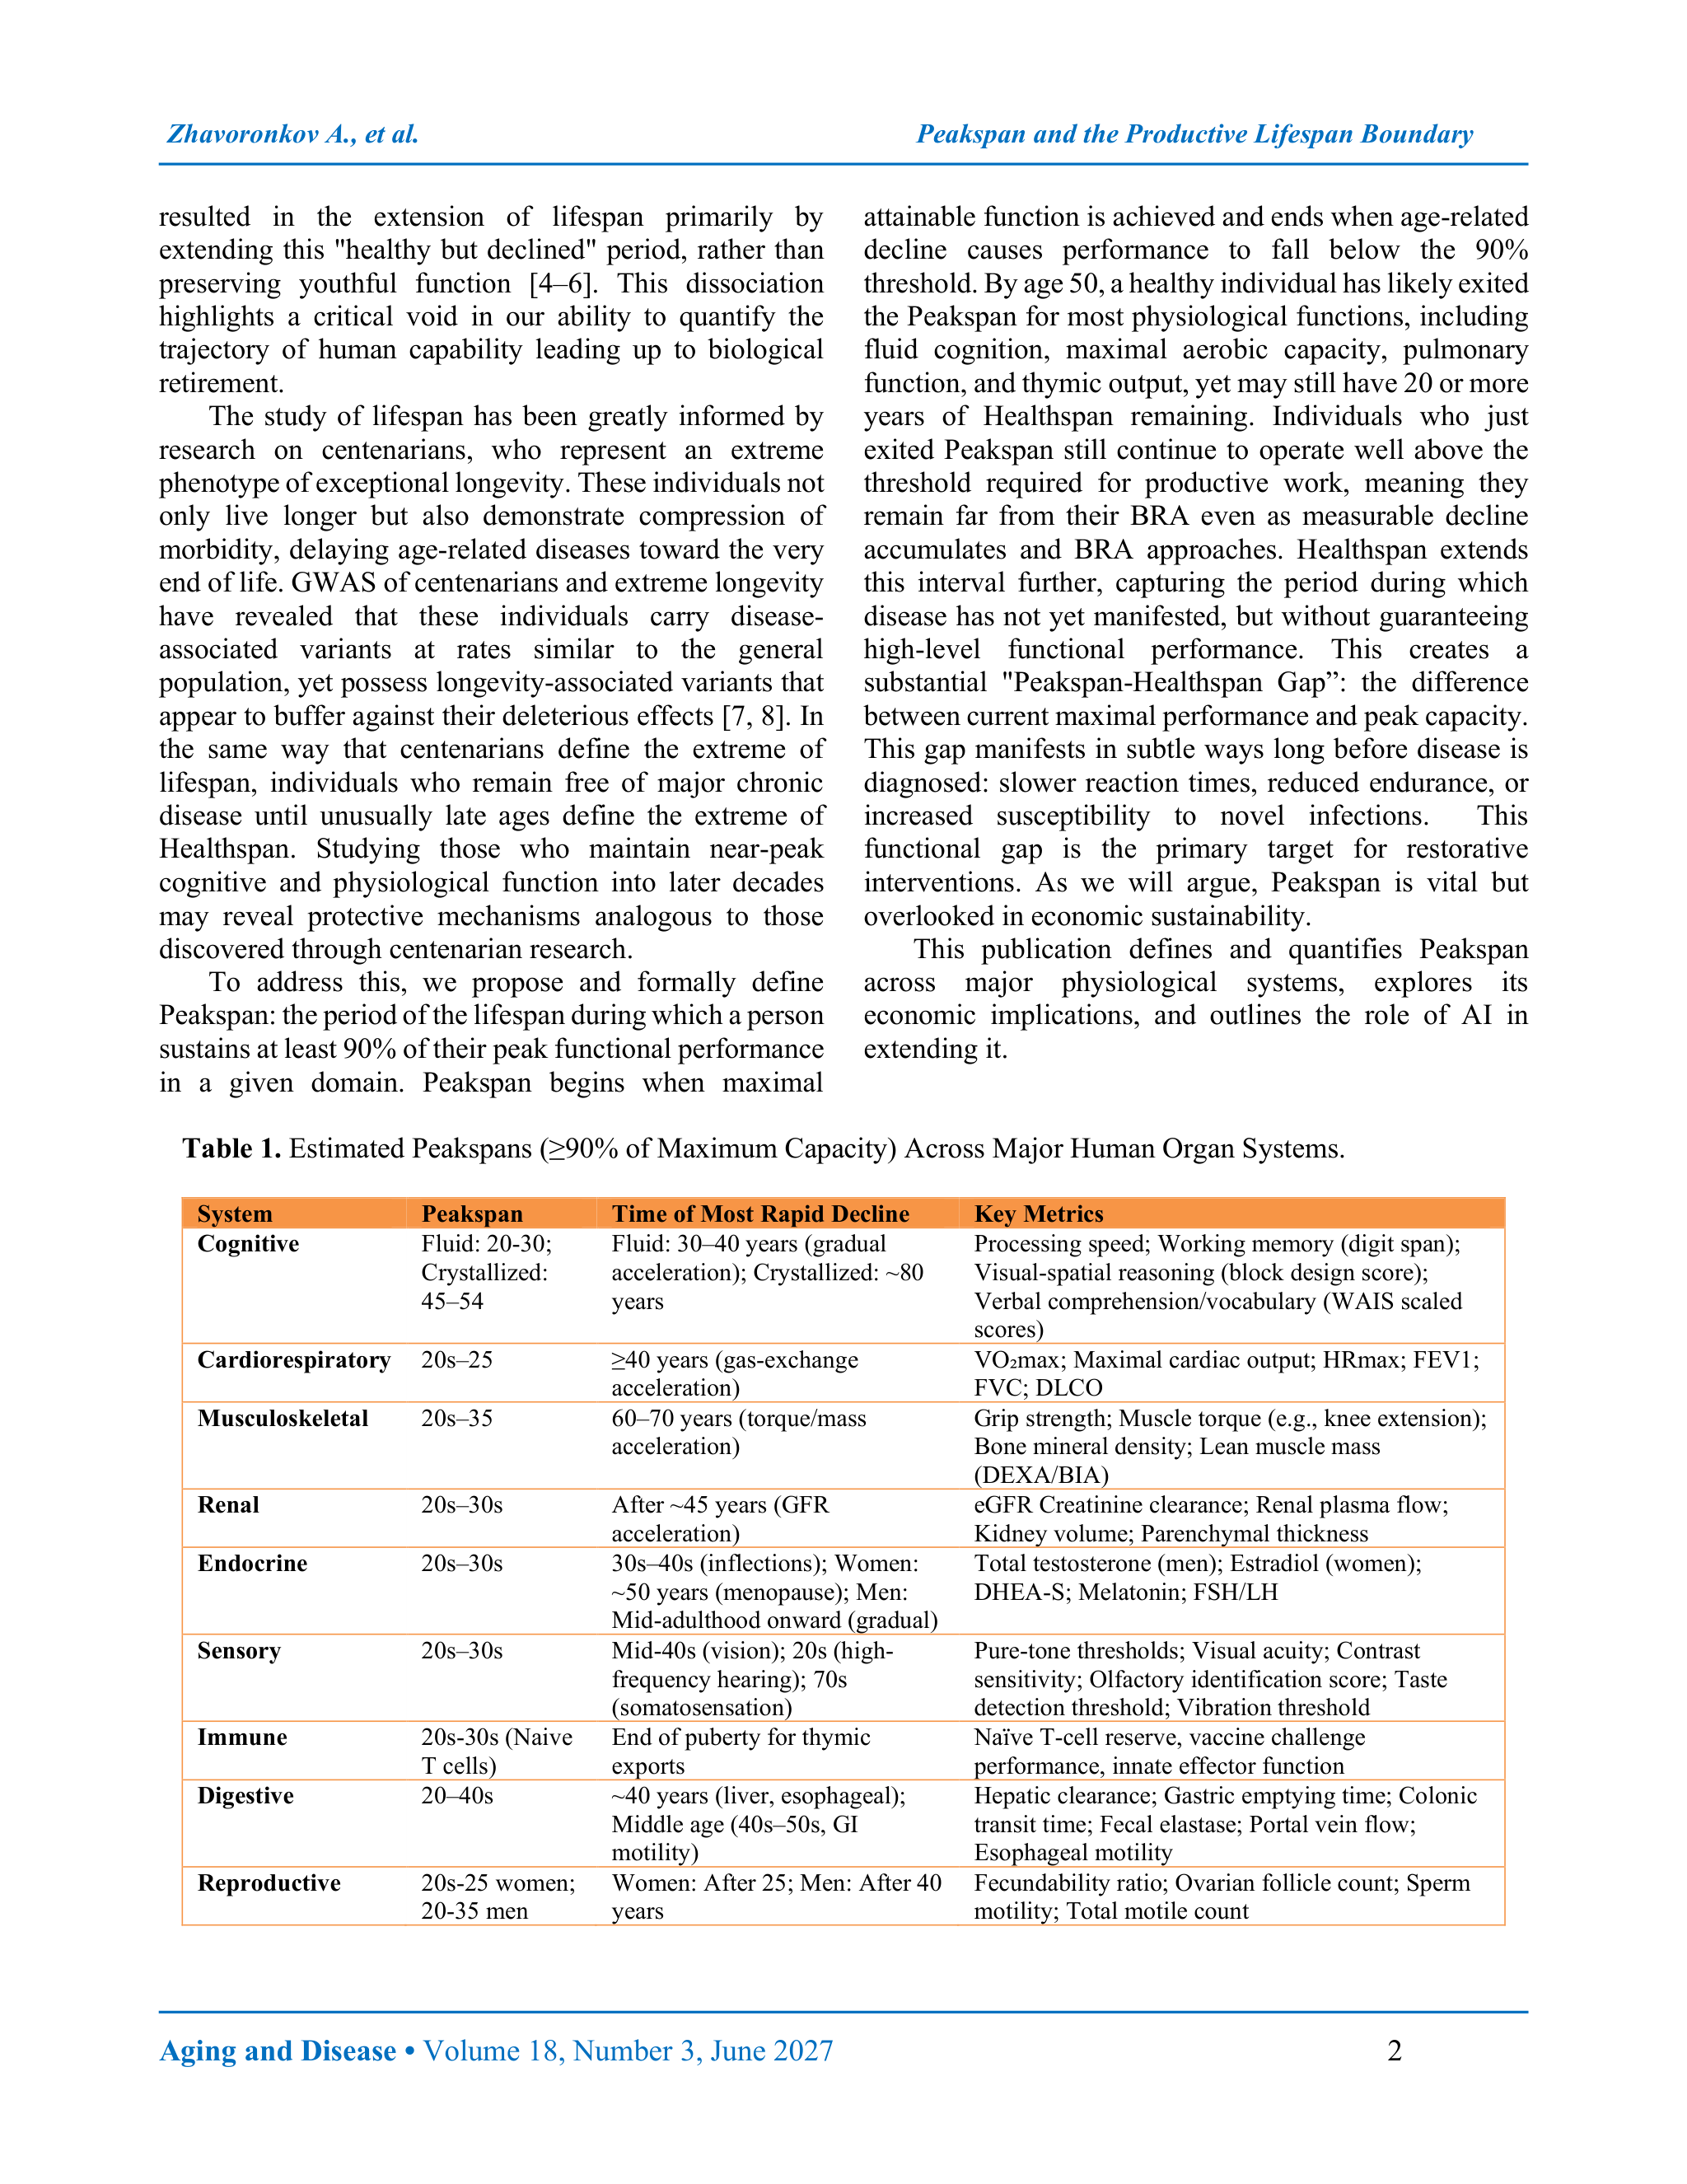 Zhavoronkov A., et al.
Peakspan and the Productive Lifespan Boundary
resulted in the extension of lifespan primarily by
extending this "healthy but declined" period, rather than
preserving youthful function [4–6]. This dissociation
highlights a critical void in our ability to quantify the
trajectory of human capability leading up to biological
retirement.
The study of lifespan has been greatly informed by
research on centenarians, who represent an extreme
phenotype of exceptional longevity. These individuals not
only live longer but also demonstrate compression of
morbidity, delaying age-related diseases toward the very
end of life. GWAS of centenarians and extreme longevity
have revealed that these individuals carry disease-
associated variants at rates similar to the general
population, yet possess longevity-associated variants that
appear to buffer against their deleterious effects [7, 8]. In
the same way that centenarians define the extreme of
lifespan, individuals who remain free of major chronic
disease until unusually late ages define the extreme of
Healthspan. Studying those who maintain near-peak
cognitive and physiological function into later decades
may reveal protective mechanisms analogous to those
discovered through centenarian research.
To address this, we propose and formally define
Peakspan: the period of the lifespan during which a person
sustains at least 90% of their peak functional performance
in a given domain. Peakspan begins when maximal
attainable function is achieved and ends when age-related
decline causes performance to fall below the 90%
threshold. By age 50, a healthy individual has likely exited
the Peakspan for most physiological functions, including
fluid cognition, maximal aerobic capacity, pulmonary
function, and thymic output, yet may still have 20 or more
years of Healthspan remaining. Individuals who just
exited Peakspan still continue to operate well above the
threshold required for productive work, meaning they
remain far from their BRA even as measurable decline
accumulates and BRA approaches. Healthspan extends
this interval further, capturing the period during which
disease has not yet manifested, but without guaranteeing
high-level functional performance. This creates a
substantial "Peakspan-Healthspan Gap”: the difference
between current maximal performance and peak capacity.
This gap manifests in subtle ways long before disease is
diagnosed: slower reaction times, reduced endurance, or
increased susceptibility to novel infections. This
functional gap is the primary target for restorative
interventions. As we will argue, Peakspan is vital but
overlooked in economic sustainability.
This publication defines and quantifies Peakspan
across major physiological systems, explores its
economic implications, and outlines the role of AI in
extending it.
Table 1. Estimated Peakspans (≥90% of Maximum Capacity) Across Major Human Organ Systems.
System Peakspan Time of Most Rapid Decline Key Metrics
Cognitive Fluid: 20-30; Fluid: 30–40 years (gradual Processing speed; Working memory (digit span);
Crystallized: acceleration); Crystallized: ~80 Visual-spatial reasoning (block design score);
45–54 years Verbal comprehension/vocabulary (WAIS scaled
scores)
Cardiorespiratory 20s–25 ≥40 years (gas-exchange VO₂max; Maximal cardiac output; HRmax; FEV1;
acceleration) FVC; DLCO
Musculoskeletal 20s–35 60–70 years (torque/mass Grip strength; Muscle torque (e.g., knee extension);
acceleration) Bone mineral density; Lean muscle mass
(DEXA/BIA)
Renal 20s–30s After ~45 years (GFR eGFR Creatinine clearance; Renal plasma flow;
acceleration) Kidney volume; Parenchymal thickness
Endocrine 20s–30s 30s–40s (inflections); Women: Total testosterone (men); Estradiol (women);
~50 years (menopause); Men: DHEA-S; Melatonin; FSH/LH
Mid-adulthood onward (gradual)
Sensory 20s–30s Mid-40s (vision); 20s (high- Pure-tone thresholds; Visual acuity; Contrast
frequency hearing); 70s sensitivity; Olfactory identification score; Taste
(somatosensation) detection threshold; Vibration threshold
Immune 20s-30s (Naive End of puberty for thymic Naïve T-cell reserve, vaccine challenge
T cells) exports performance, innate effector function
Digestive 20–40s ~40 years (liver, esophageal); Hepatic clearance; Gastric emptying time; Colonic
Middle age (40s–50s, GI transit time; Fecal elastase; Portal vein flow;
motility) Esophageal motility
Reproductive 20s-25 women; Women: After 25; Men: After 40 Fecundability ratio; Ovarian follicle count; Sperm
20-35 men years motility; Total motile count
Aging and Disease • Volume 18, Number 3, June 2027
2